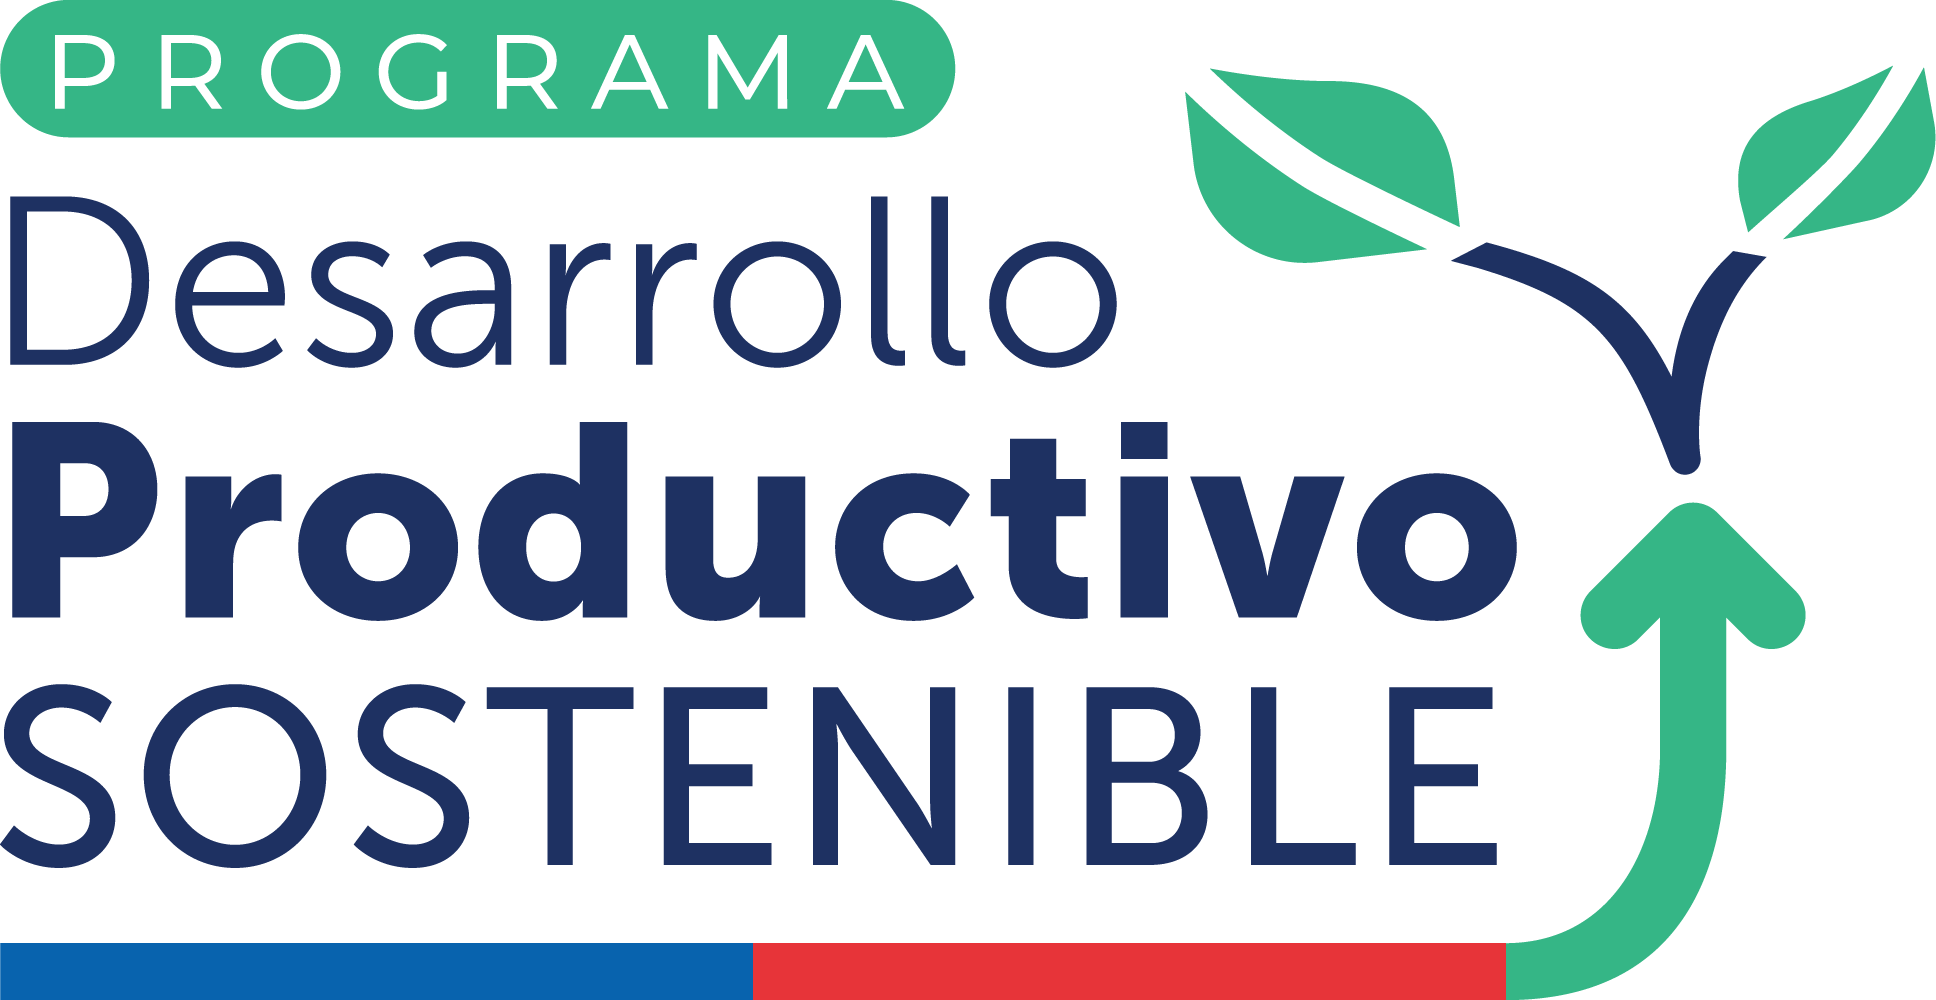 PROGRAMA
Desarrollo
Productivo
SOSTENIBLE